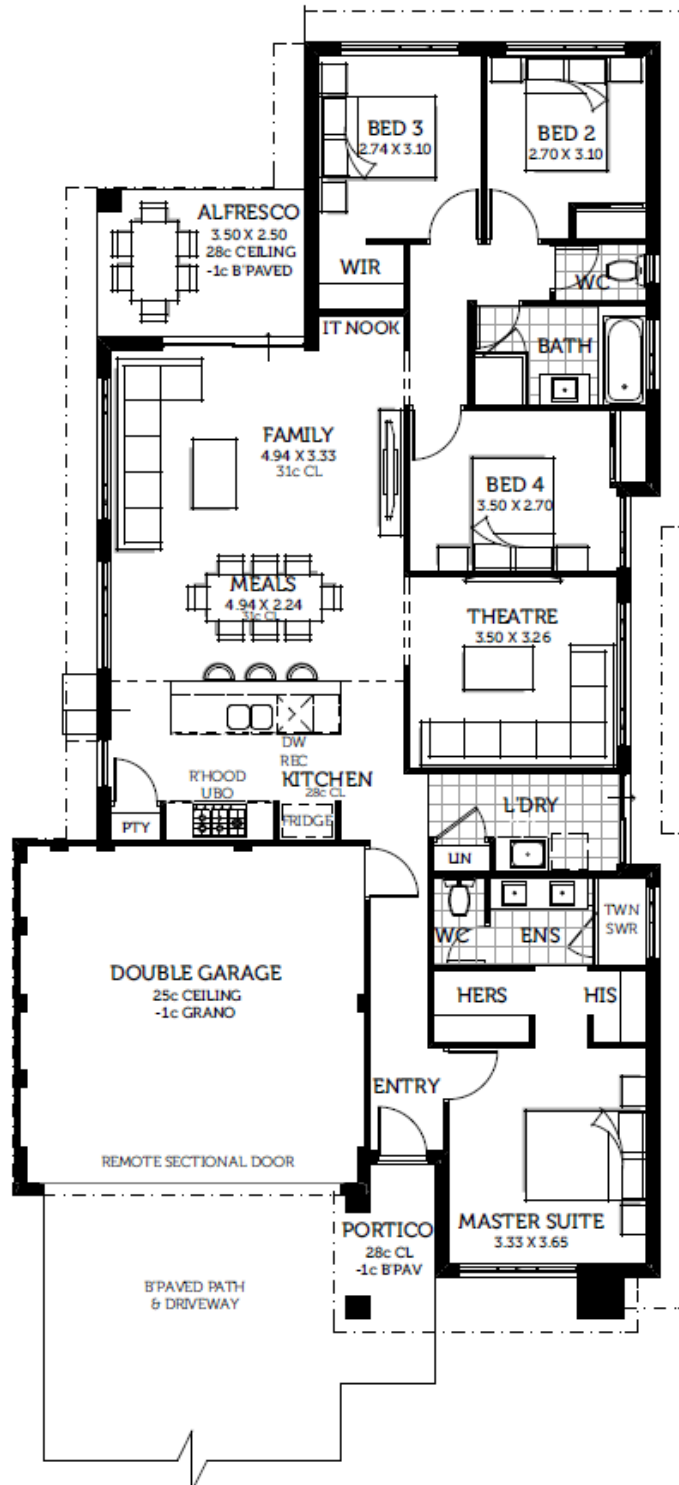 BED 3
2.74 X 3.10
BED 2
2.70 X 3.10
ALFRESCO
3.50 X 2.50
28c CEILING
-1c B'PAVED
WIR
WC
IT NOOK
BATH
FAMILY
4.94 X 3.33
31c CL
BED 4
3.50 X 2.70
MEALS
4.94 X 2.24
31c CL
THEATRE
3.50 X 3.26
DW
REC
R'HOOD
UBO
KITCHEN
28c CL
PTY
FRIDGE
L'DRY
LIN
WC
ENS
TWN
SWR
DOUBLE GARAGE
25c CEILING
-1c GRANO
HERS
HIS
ENTRY
REMOTE SECTIONAL DOOR
PORTICO
28c CL
-1c B'PAV
MASTER SUITE
3.33 X 3.65
B'PAVED PATH
& DRIVEWAY